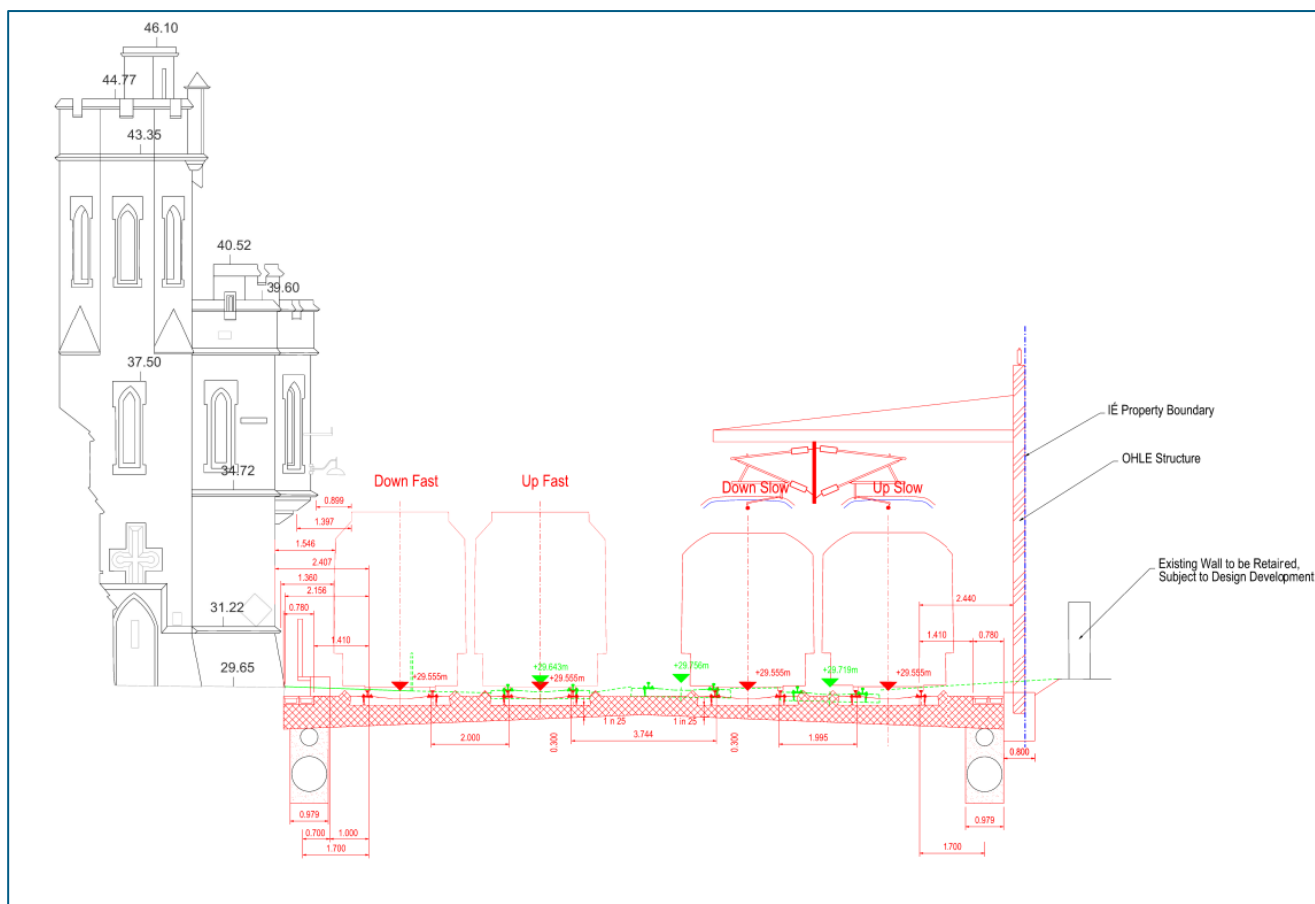 46.10
44.77
43.35
40.52
39.60
37.50
34.72
31.22
29.65
Down Fast
Up Fast
Down Slow
Up Slow
IÉ Property Boundary
OHLE Structure
Existing Wall to be Retaired,
Subject to Design Development
0.899
1.397
1.546
2.407
1.360
2.156
0.780
1.410
2.440
1.410
0.780
+29.555m
+29.643m
+29.555m
+29.756m
+29.555m
+29.719m
+29.555m
1 in 25
1 in 25
2.000
0.300
3.744
0.300
1.995
0.800
0.979
0.700
1.000
1.700
0.979
1.700